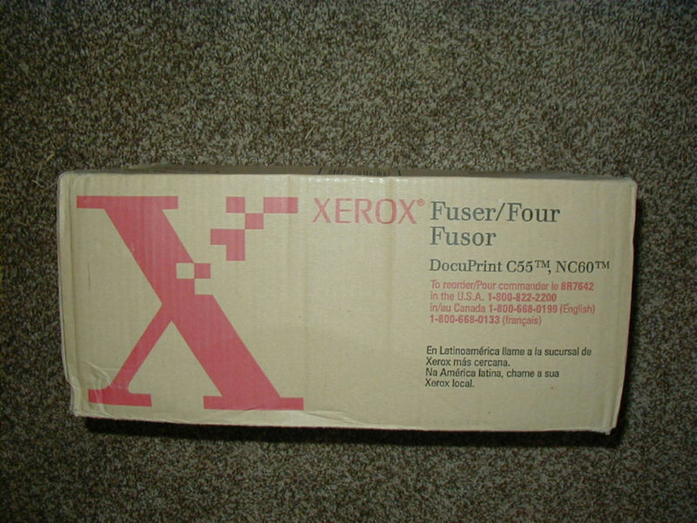 XEROX® Fuser/Four
Fusor
DocuPrint C55™, NC60™
To reorder/Pour commander le 8R7642
in the U.S.A. 1-800-822-2200
in/au Canada 1-800-668-0199 (English)
1-800-668-0133 (français)
En Latinoamérica llame a la sucursal de
Xerox más cercana.
Na América latina, chame a sua
Xerox local.